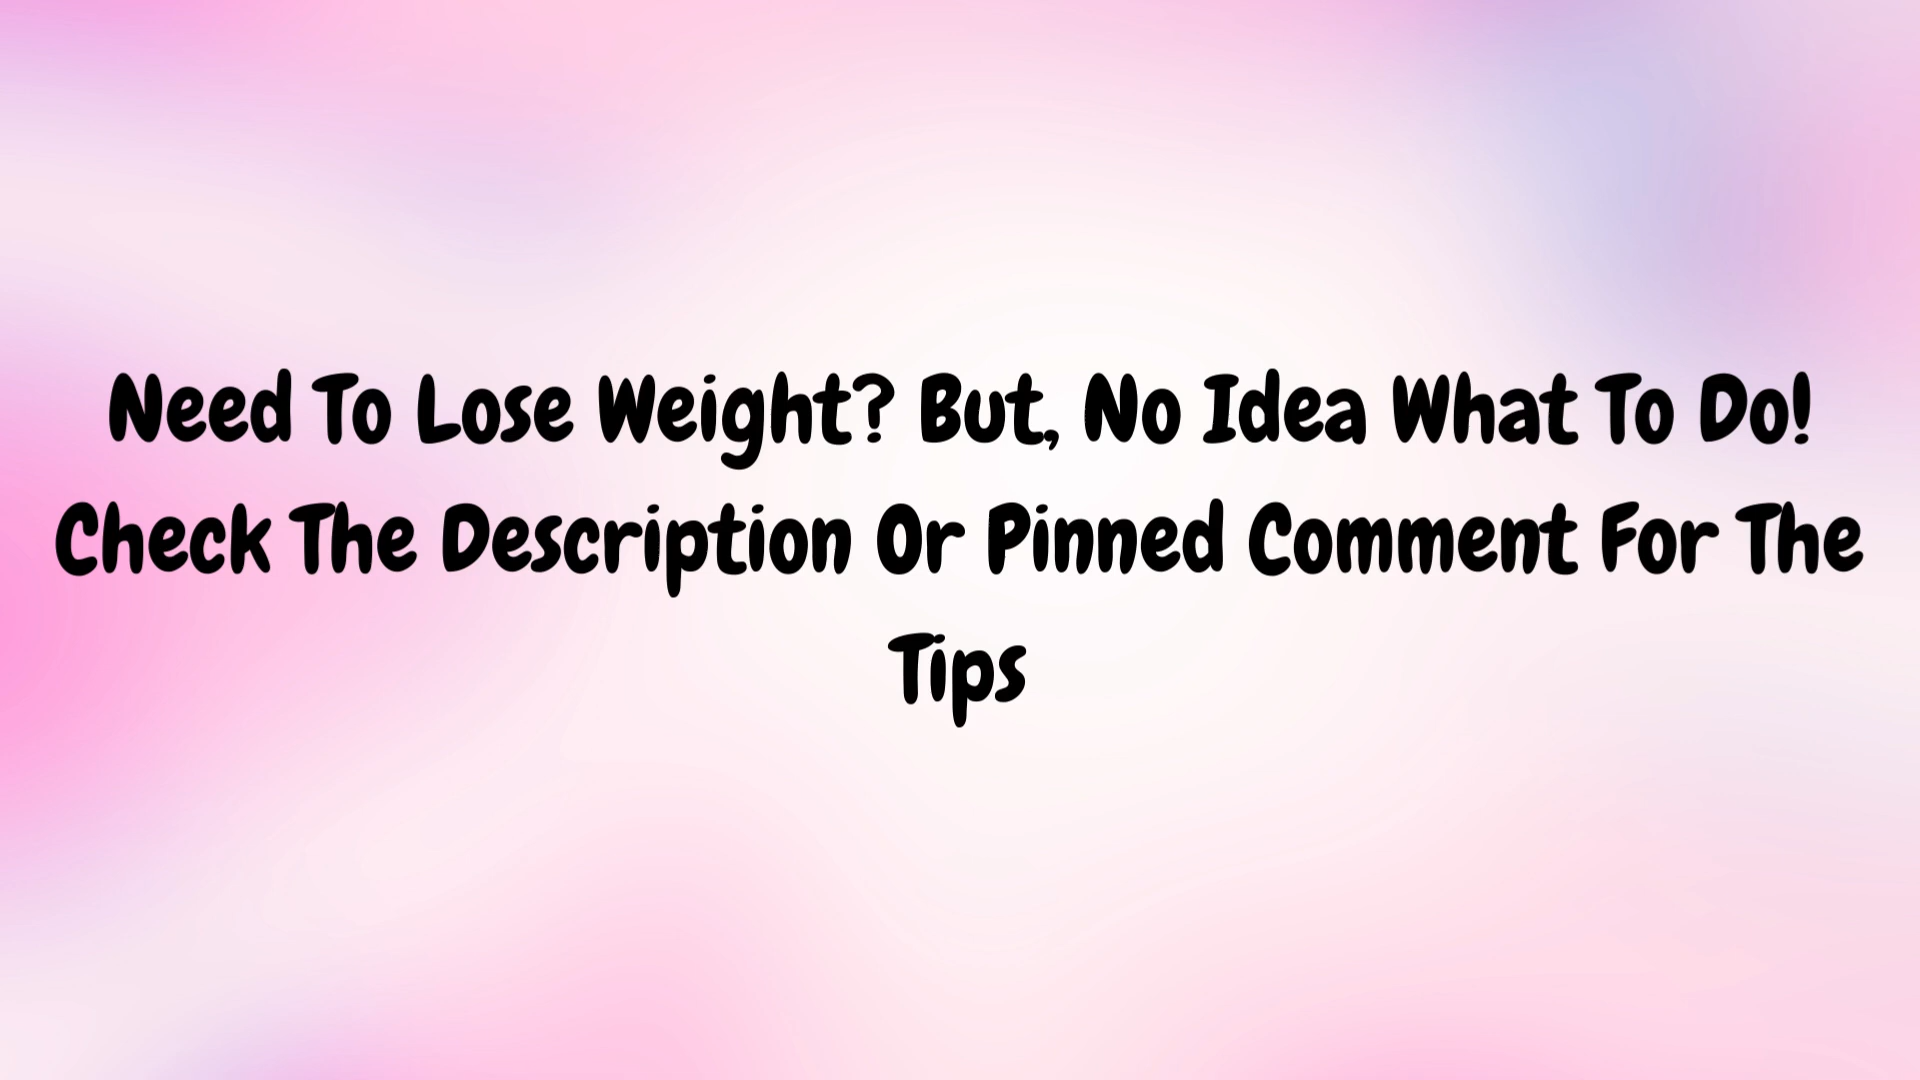 Need To Lose Weight? But, No Idea What To Do!
Check The Description Or Pinned Comment For The
Tips